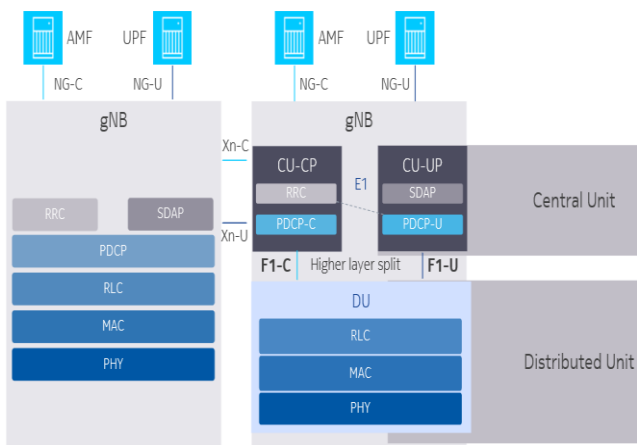 AMF UPF AMF UPF
NG-C NG-U NG-C NG-U
gNB gNB
Xn-C
CU-CP CU-UP
E1
RRC SDAP
Central Unit
RRC SDAP
PDCP-C PDCP-U
Xn-U
PDCP
F1-C Higher layer split F1-U
RLC
DU
MAC
RLC
PHY
MAC
Distributed Unit
PHY